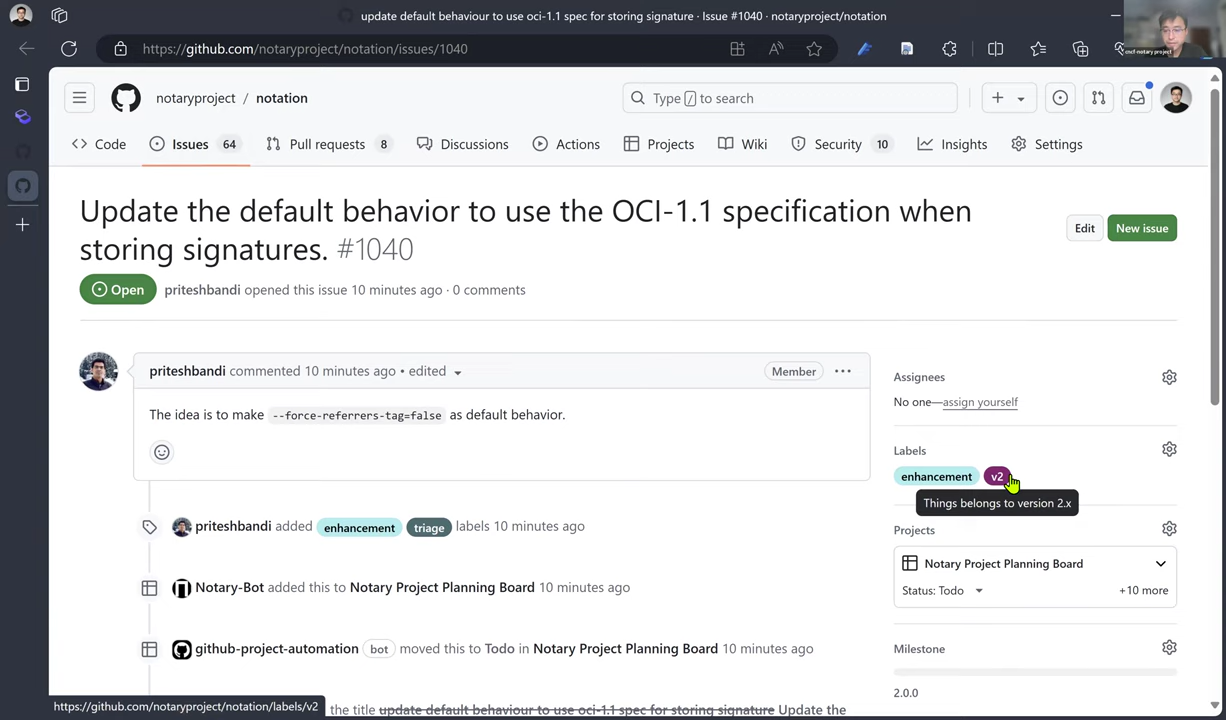 update default behaviour to use oci-1.1 spec for storing signature · Issue #1040 · notaryproject/notation
cncf-notary project
https://github.com/notaryproject/notation/issues/1040
notaryproject / notation
Type / to search
Code
Issues 64
Pull requests 8
Discussions
Actions
Projects
Wiki
Security 10
Insights
Settings
Update the default behavior to use the OCI-1.1 specification when
storing signatures. #1040
Edit
New issue
Open
priteshbandi opened this issue 10 minutes ago · 0 comments
priteshbandi commented 10 minutes ago • edited
Member
The idea is to make --force-referrers-tag=false as default behavior.
priteshbandi added enhancement triage labels 10 minutes ago
Notary-Bot added this to Notary Project Planning Board 10 minutes ago
github-project-automation bot moved this to Todo in Notary Project Planning Board 10 minutes ago
the title update default behaviour to use oci-1.1 spec for storing signature Update the
Assignees
No one—assign yourself
Labels
enhancement v2
Things belongs to version 2.x
Projects
Notary Project Planning Board
Status: Todo
+10 more
Milestone
2.0.0
https://github.com/notaryproject/notation/labels/v2